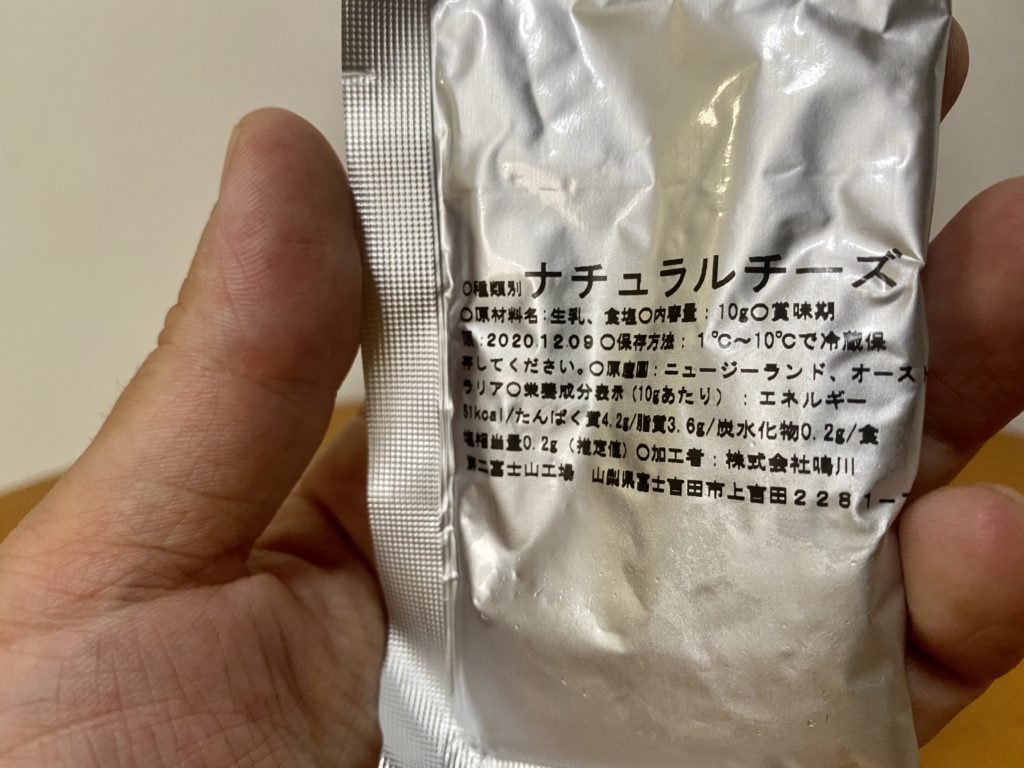 ○種類別 ナチュラルチーズ
○原材料名:生乳、食塩○内容量:10g○賞味期
限:2020.12.09○保存方法:1℃～10℃で冷蔵保
存してください。○原産国:ニュージーランド、オースト
ラリア○栄養成分表示(10gあたり):エネルギー
51kcal/たんぱく質4.2g/脂質3.6g/炭水化物0.2g/食
塩相当量0.2g(推定値)○加工者:株式会社鳴川
第二富士山工場 山梨県富士吉田市上吉田2281-